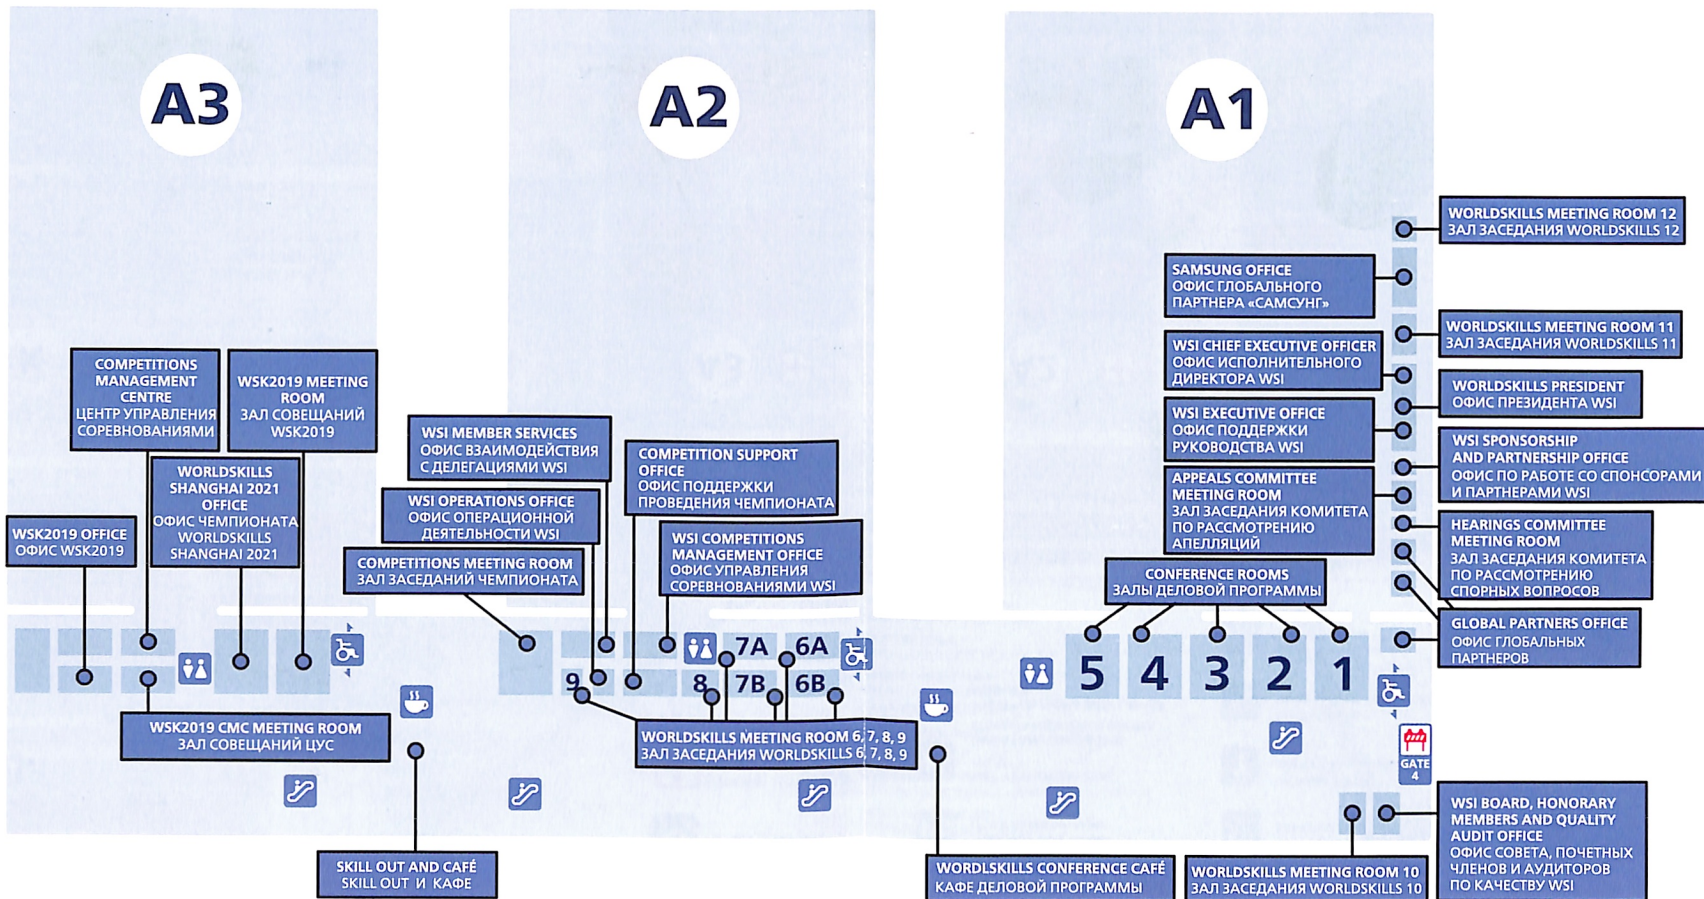 A3
A2
A1
WORLDSKILLS MEETING ROOM 12
ЗАЛ ЗАСЕДАНИЯ WORLDSKILLS 12
SAMSUNG OFFICE
ОФИС ГЛОБАЛЬНОГО
ПАРТНЕРА «САМСУНГ»
WORLDSKILLS MEETING ROOM 11
ЗАЛ ЗАСЕДАНИЯ WORLDSKILLS 11
WSI CHIEF EXECUTIVE OFFICER
ОФИС ИСПОЛНИТЕЛЬНОГО
ДИРЕКТОРА WSI
WORLDSKILLS PRESIDENT
ОФИС ПРЕЗИДЕНТА WSI
WSI EXECUTIVE OFFICE
ОФИС ПОДДЕРЖКИ
РУКОВОДСТВА WSI
WSI SPONSORSHIP
AND PARTNERSHIP OFFICE
ОФИС ПО РАБОТЕ СО СПОНСОРАМИ
И ПАРТНЕРАМИ WSI
APPEALS COMMITTEE
MEETING ROOM
ЗАЛ ЗАСЕДАНИЯ КОМИТЕТА
ПО РАССМОТРЕНИЮ
АПЕЛЛЯЦИЙ
HEARINGS COMMITTEE
MEETING ROOM
ЗАЛ ЗАСЕДАНИЯ КОМИТЕТА
ПО РАССМОТРЕНИЮ
СПОРНЫХ ВОПРОСОВ
CONFERENCE ROOMS
ЗАЛЫ ДЕЛОВОЙ ПРОГРАММЫ
GLOBAL PARTNERS OFFICE
ОФИС ГЛОБАЛЬНЫХ
ПАРТНЕРОВ
COMPETITIONS
MANAGEMENT
CENTRE
ЦЕНТР УПРАВЛЕНИЯ
СОРЕВНОВАНИЯМИ
WSK2019 MEETING
ROOM
ЗАЛ СОВЕЩАНИЙ
WSK2019
WORLDSKILLS
SHANGHAI 2021
OFFICE
ОФИС ЧЕМПИОНАТА
WORLDSKILLS
SHANGHAI 2021
WSK2019 OFFICE
ОФИС WSK2019
WSI MEMBER SERVICES
ОФИС ВЗАИМОДЕЙСТВИЯ
С ДЕЛЕГАЦИЯМИ WSI
COMPETITION SUPPORT
OFFICE
ОФИС ПОДДЕРЖКИ
ПРОВЕДЕНИЯ ЧЕМПИОНАТА
WSI OPERATIONS OFFICE
ОФИС ОПЕРАЦИОННОЙ
ДЕЯТЕЛЬНОСТИ WSI
WSI COMPETITIONS
MANAGEMENT OFFICE
ОФИС УПРАВЛЕНИЯ
СОРЕВНОВАНИЯМИ WSI
COMPETITIONS MEETING ROOM
ЗАЛ ЗАСЕДАНИЙ ЧЕМПИОНАТА
7A 6A
9 8 7B 6B
5 4 3 2 1
WSK2019 CMC MEETING ROOM
ЗАЛ СОВЕЩАНИЙ ЦУС
WORLDSKILLS MEETING ROOM 6, 7, 8, 9
ЗАЛ ЗАСЕДАНИЯ WORLDSKILLS 6, 7, 8, 9
GATE
4
SKILL OUT AND CAFÉ
SKILL OUT И КАФЕ
WORDLSKILLS CONFERENCE CAFÉ
КАФЕ ДЕЛОВОЙ ПРОГРАММЫ
WORLDSKILLS MEETING ROOM 10
ЗАЛ ЗАСЕДАНИЯ WORLDSKILLS 10
WSI BOARD, HONORARY
MEMBERS AND QUALITY
AUDIT OFFICE
ОФИС СОВЕТА, ПОЧЕТНЫХ
ЧЛЕНОВ И АУДИТОРОВ
ПО КАЧЕСТВУ WSI